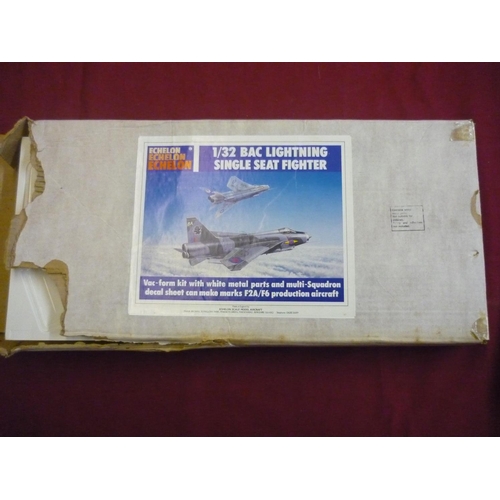 ECHELON
ECHELON
ECHELON
1/32 BAC LIGHTNING
SINGLE SEAT FIGHTER
Vac-form kit with white metal parts and multi-Squadron
decal sheet can make marks F2A/F6 production aircraft